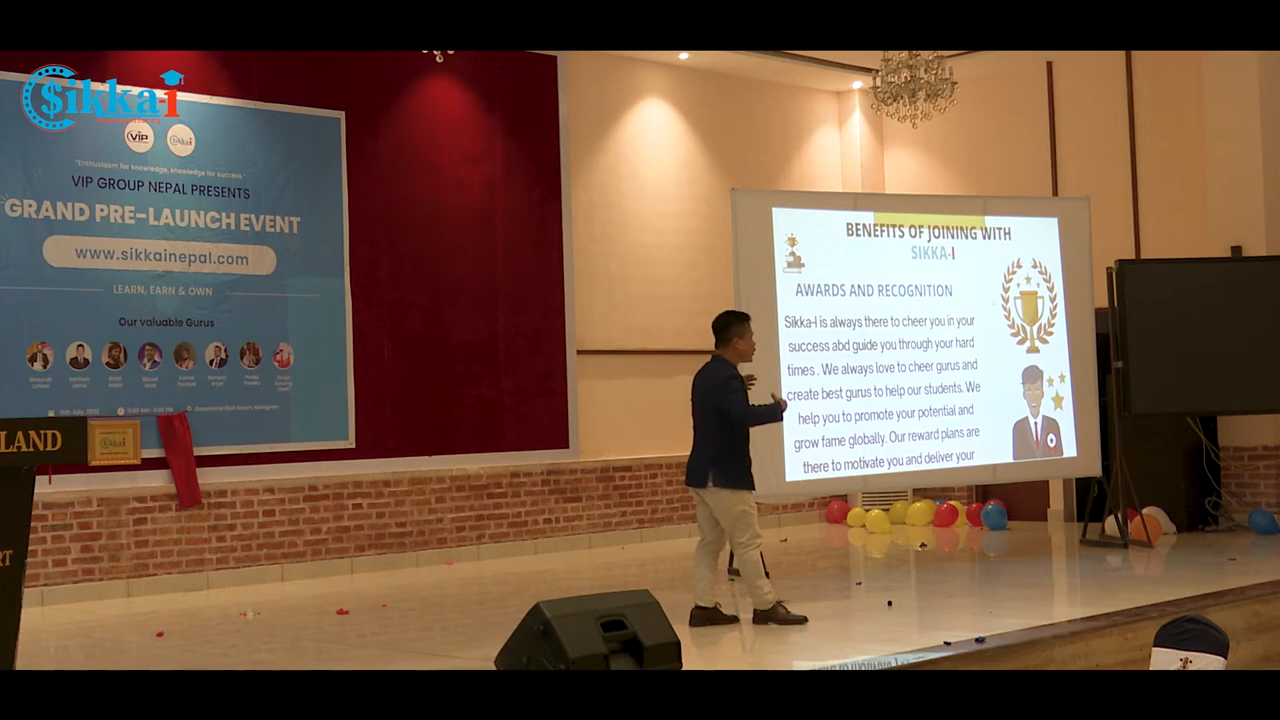 $ikka-i
VIP
"Enthusiasm for knowledge, knowledge for success."
VIP GROUP NEPAL PRESENTS
GRAND PRE-LAUNCH EVENT
www.sikkainepal.com
LEARN, EARN & OWN
Our valuable Gurus
LAND
BENEFITS OF JOINING WITH
SIKKA-I
AWARDS AND RECOGNITION
Sikka-I is always there to cheer you in your
success abd guide you through your hard
times . We always love to cheer gurus and
create best gurus to help our students. We
help you to promote your potential and
grow fame globally. Our reward plans are
there to motivate you and deliver your